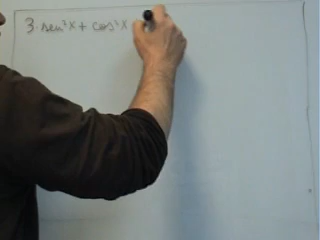 3·sen²x + cos²x